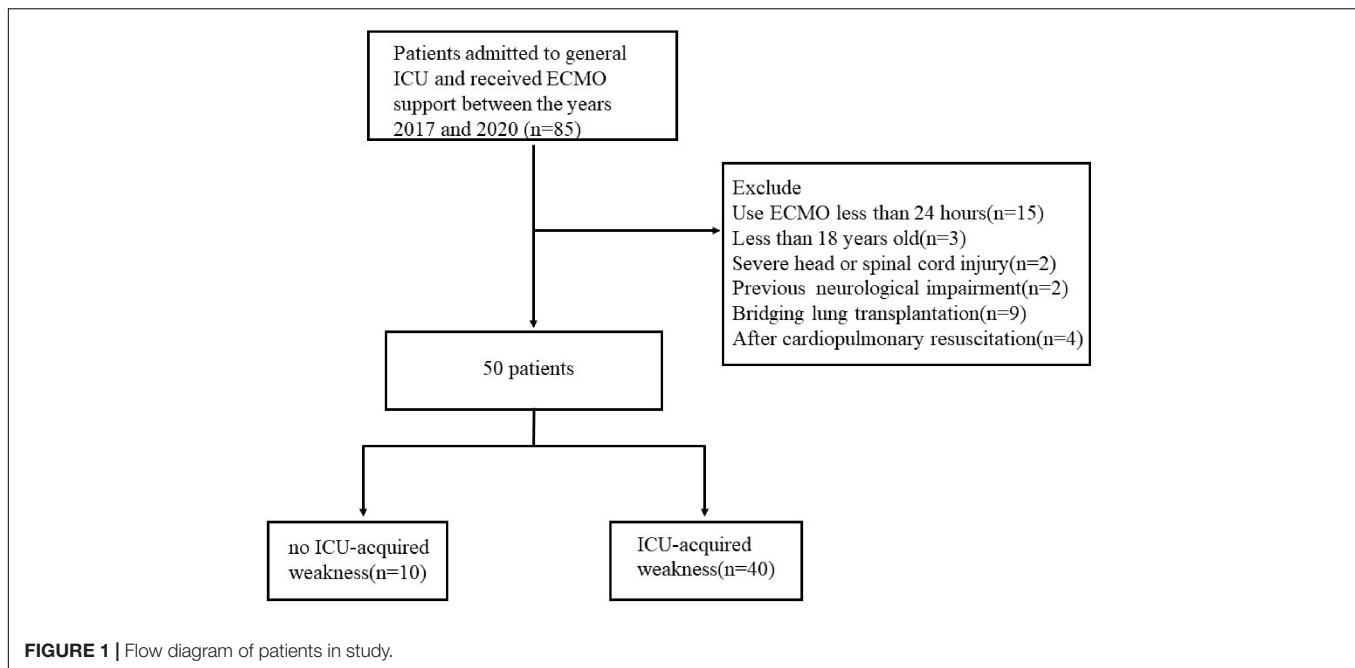 Patients admitted to general
ICU and received ECMO
support between the years
2017 and 2020 (n=85)
Exclude
Use ECMO less than 24 hours(n=15)
Less than 18 years old(n=3)
Severe head or spinal cord injury(n=2)
Previous neurological impairment(n=2)
Bridging lung transplantation(n=9)
After cardiopulmonary resuscitation(n=4)
50 patients
no ICU-acquired
weakness(n=10)
ICU-acquired
weakness(n=40)
FIGURE 1 | Flow diagram of patients in study.